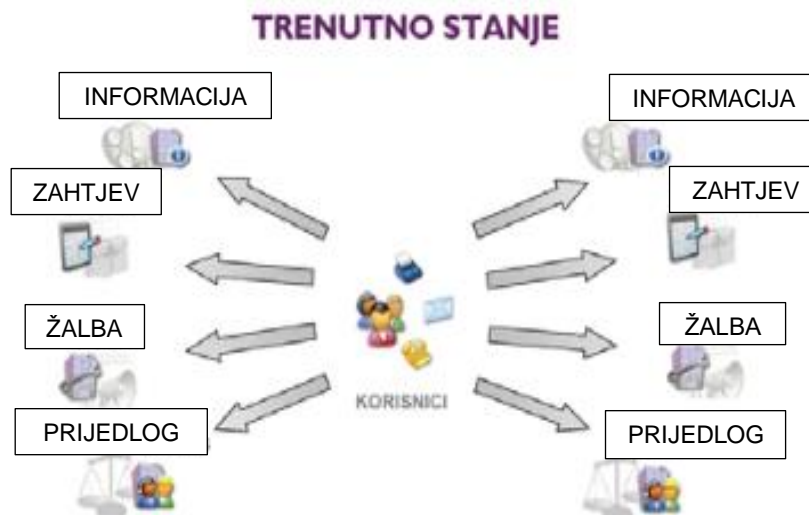 TRENUTNO STANJE
INFORMACIJA
INFORMACIJA
ZAHTJEV
ZAHTJEV
ŽALBA
ŽALBA
KORISNICI
PRIJEDLOG
PRIJEDLOG